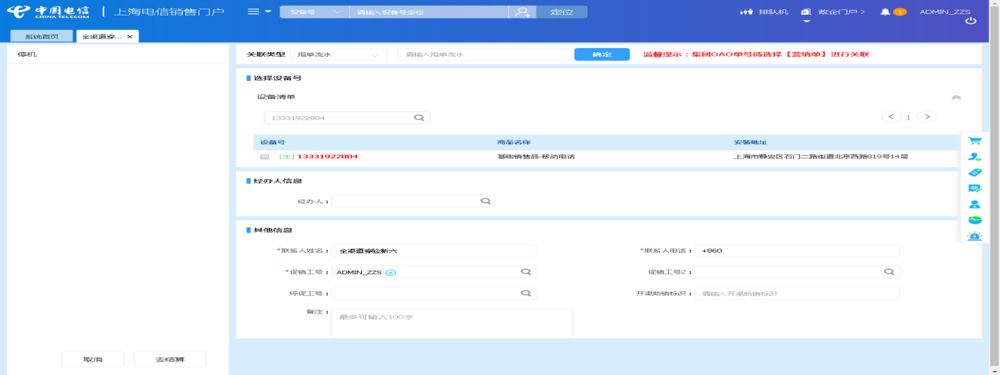 中国电信 CHINA TELECOM 上海电信销售门户 设备号 请输入设备号定位 定位 排队机 政企门户 > 1 ADMIN_ZZS
系统首页 全渠道穿... ×
停机
关联类型 甩单流水 请输入甩单流水 确定 温馨提示：集团OAO单号请选择【营销单】进行关联
选择设备号
设备清单
13331922804 < 1 >
设备号 商品名称 安装地址
[主] 13331922804 基础销售品-移动电话 上海市静安区石门二路街道北京西路819号14层
经办人信息
经办人：
其他信息
*联系人姓名： 全渠道穿验新六 *联系人电话： +860
*促销工号： ADMIN_ZZS 促销工号2：
综促工号： 开渠助销标识： 请输入开渠助销标识
备注： 最多可输入100字
取消 去结算